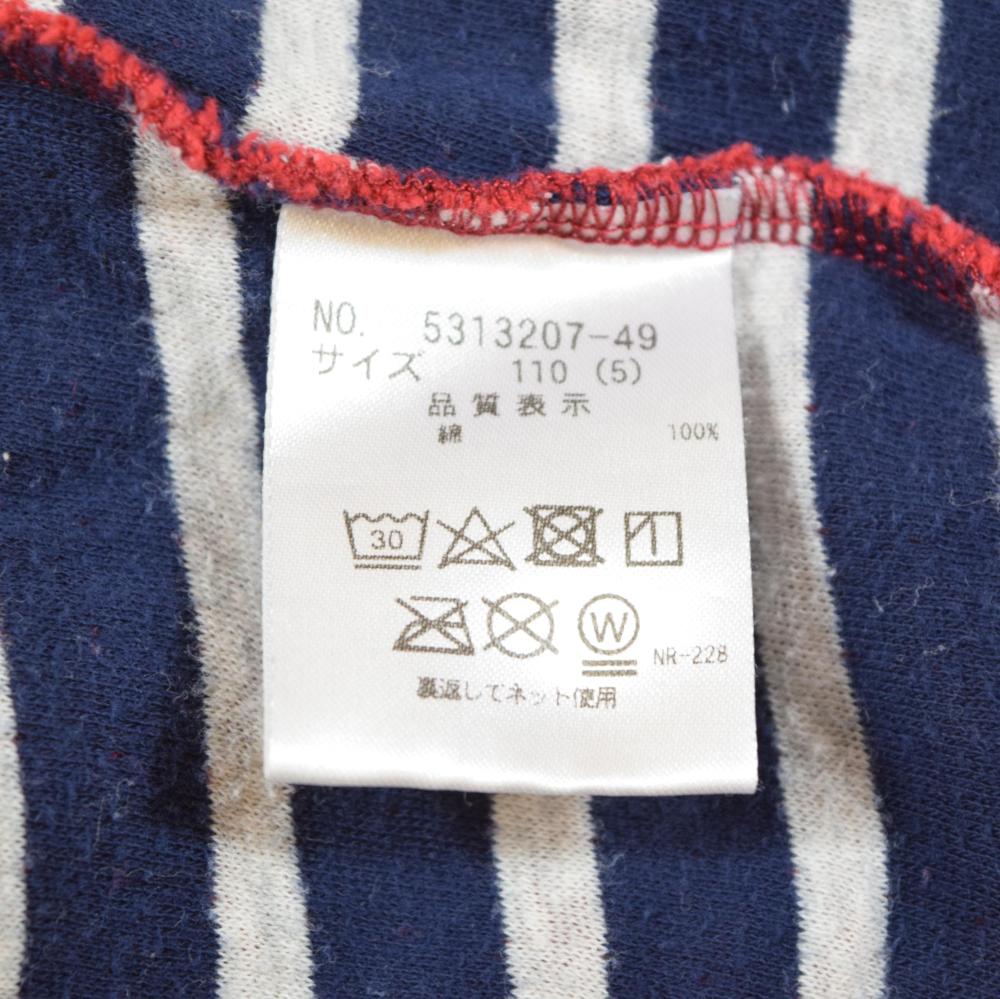 NO. 5313207-49
サイズ 110 (5)
品質表示
綿 100%
30
W NR-228
裏返してネット使用